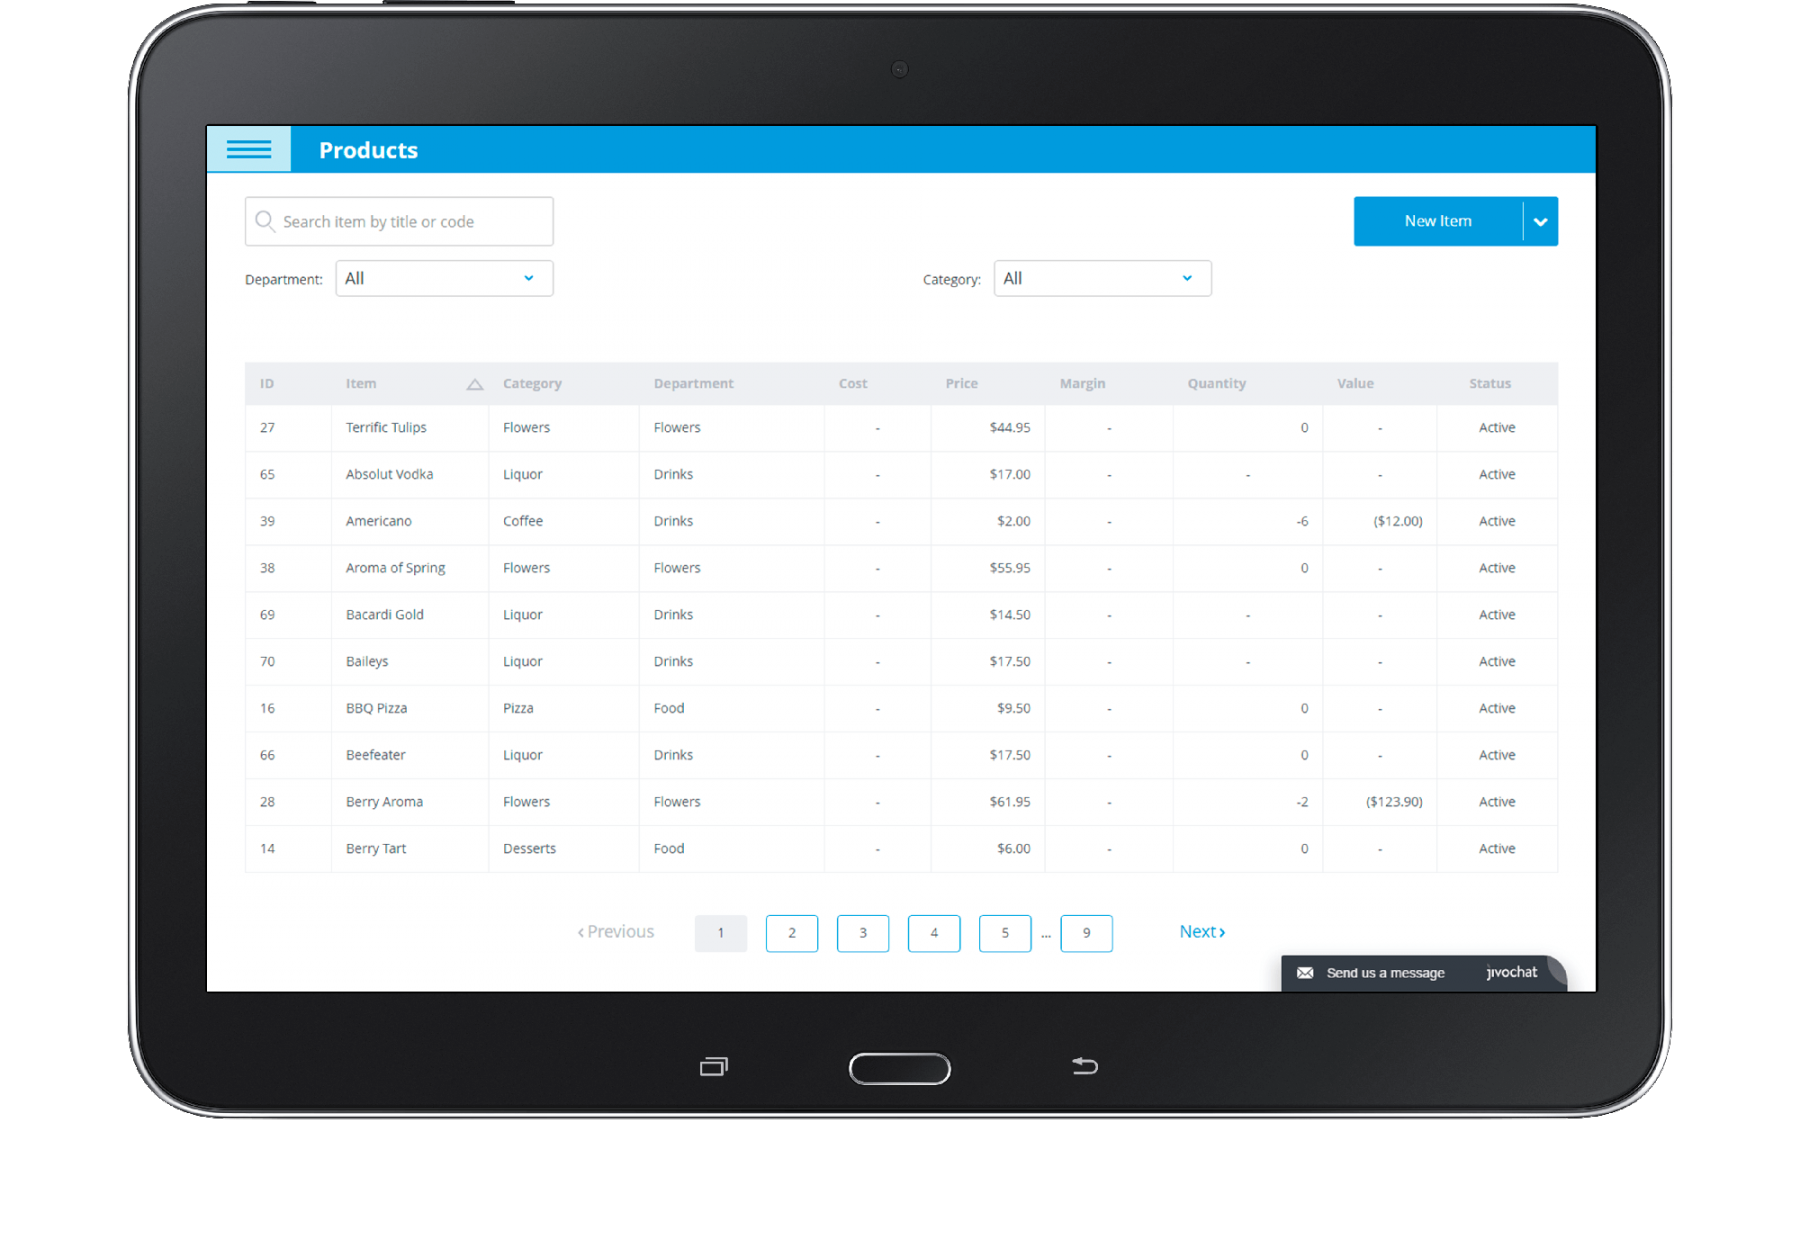 Products
Search item by title or code
New Item
Department: All
Category: All
ID Item Category Department Cost Price Margin Quantity Value Status
27 Terrific Tulips Flowers Flowers - $44.95 - 0 - Active
65 Absolut Vodka Liquor Drinks - $17.00 - - - Active
39 Americano Coffee Drinks - $2.00 - -6 ($12.00) Active
38 Aroma of Spring Flowers Flowers - $55.95 - 0 - Active
69 Bacardi Gold Liquor Drinks - $14.50 - - - Active
70 Baileys Liquor Drinks - $17.50 - - - Active
16 BBQ Pizza Pizza Food - $9.50 - 0 - Active
66 Beefeater Liquor Drinks - $17.50 - 0 - Active
28 Berry Aroma Flowers Flowers - $61.95 - -2 ($123.90) Active
14 Berry Tart Desserts Food - $6.00 - 0 - Active
‹ Previous 1 2 3 4 5 ... 9 Next ›
Send us a message jivochat